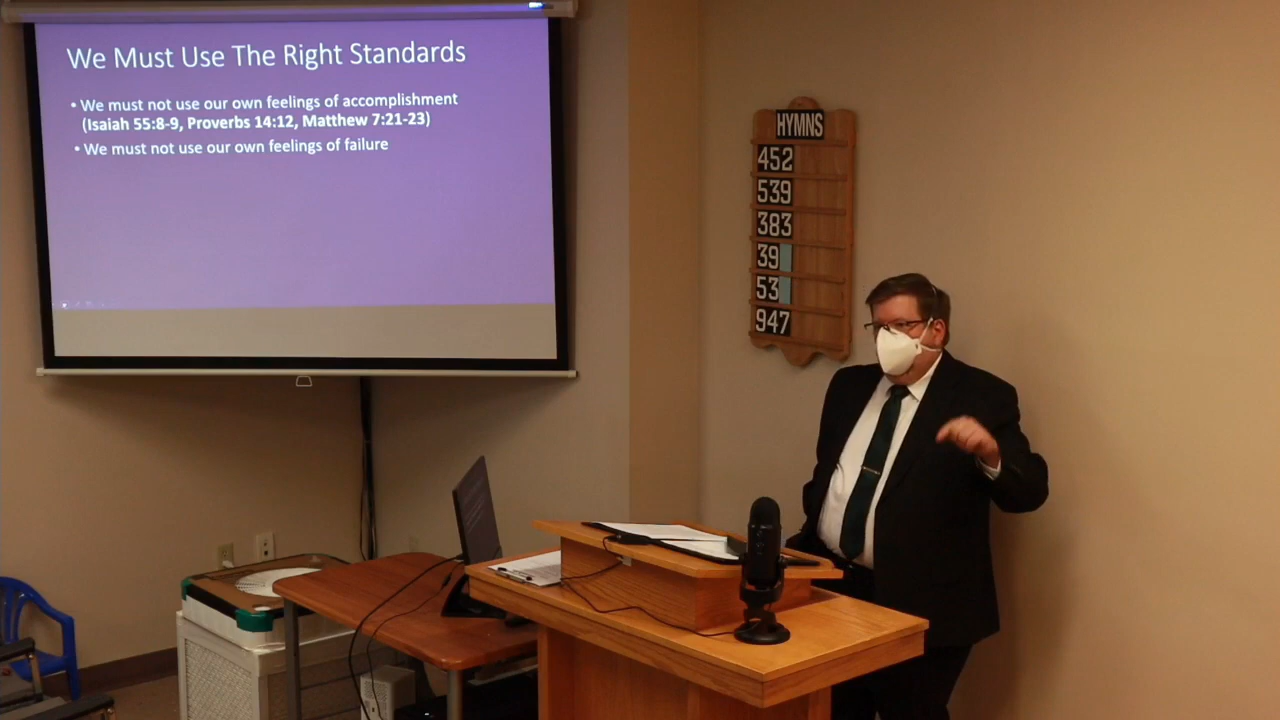 We Must Use The Right Standards
• We must not use our own feelings of accomplishment
(Isaiah 55:8-9, Proverbs 14:12, Matthew 7:21-23)
• We must not use our own feelings of failure
HYMNS
452
539
383
39
53
947